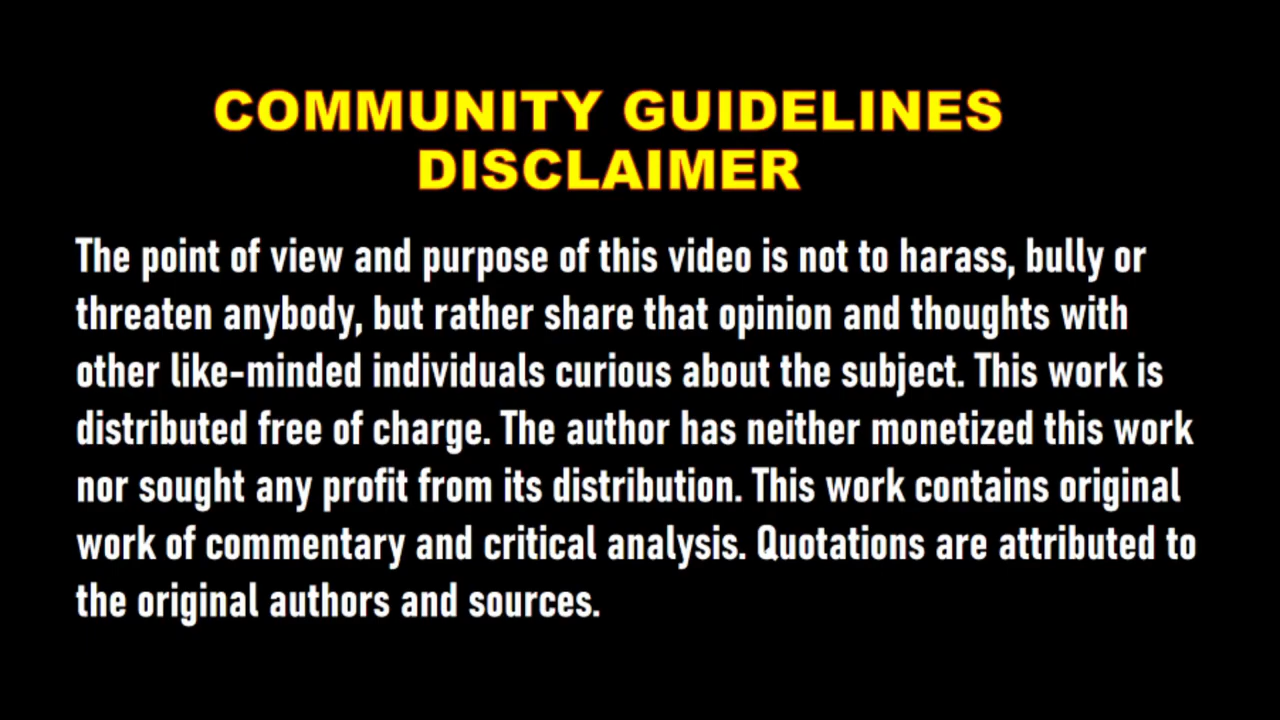 COMMUNITY GUIDELINES
DISCLAIMER
The point of view and purpose of this video is not to harass, bully or
threaten anybody, but rather share that opinion and thoughts with
other like-minded individuals curious about the subject. This work is
distributed free of charge. The author has neither monetized this work
nor sought any profit from its distribution. This work contains original
work of commentary and critical analysis. Quotations are attributed to
the original authors and sources.